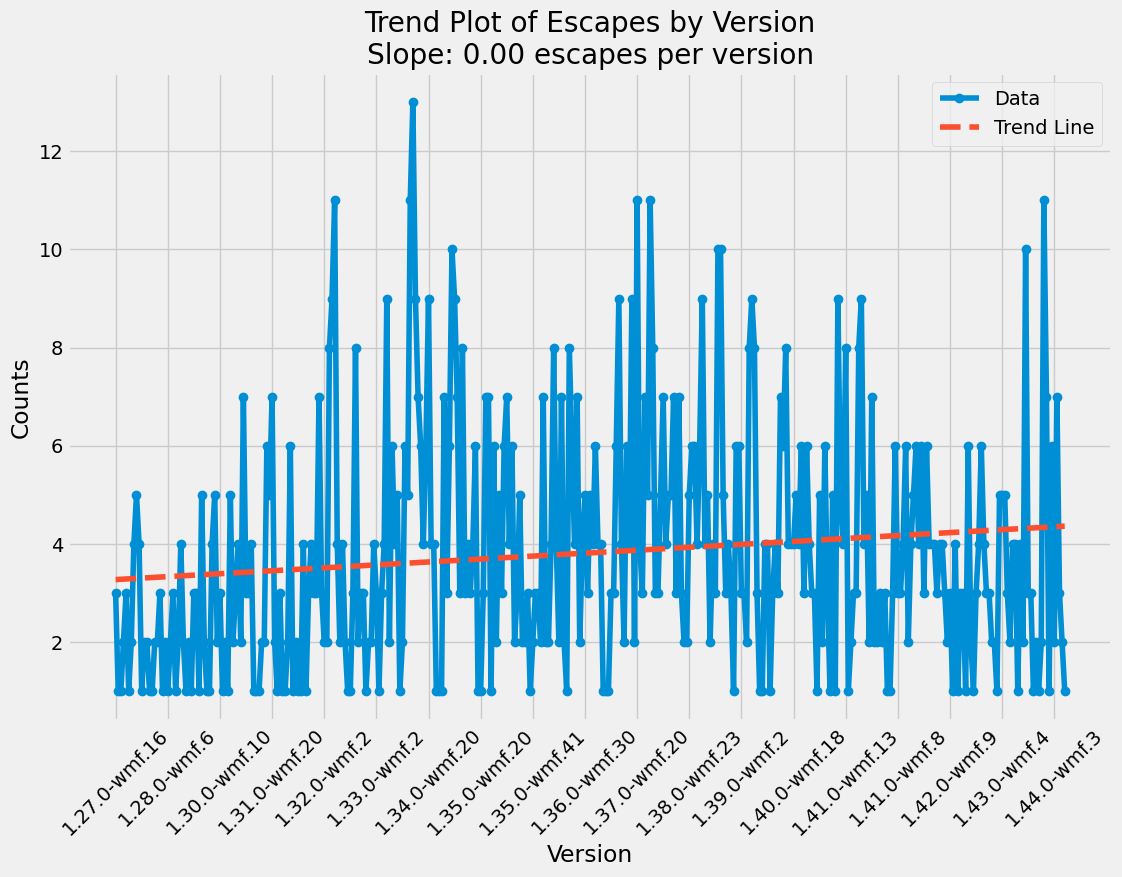 Trend Plot of Escapes by Version
Slope: 0.00 escapes per version
Data
Trend Line
Counts
12
10
8
6
4
2
1.27.0-wmf.16
1.28.0-wmf.6
1.30.0-wmf.10
1.31.0-wmf.20
1.32.0-wmf.2
1.33.0-wmf.2
1.34.0-wmf.20
1.35.0-wmf.20
1.35.0-wmf.41
1.36.0-wmf.30
1.37.0-wmf.20
1.38.0-wmf.23
1.39.0-wmf.2
1.40.0-wmf.18
1.41.0-wmf.13
1.41.0-wmf.8
1.42.0-wmf.9
1.43.0-wmf.4
1.44.0-wmf.3
Version